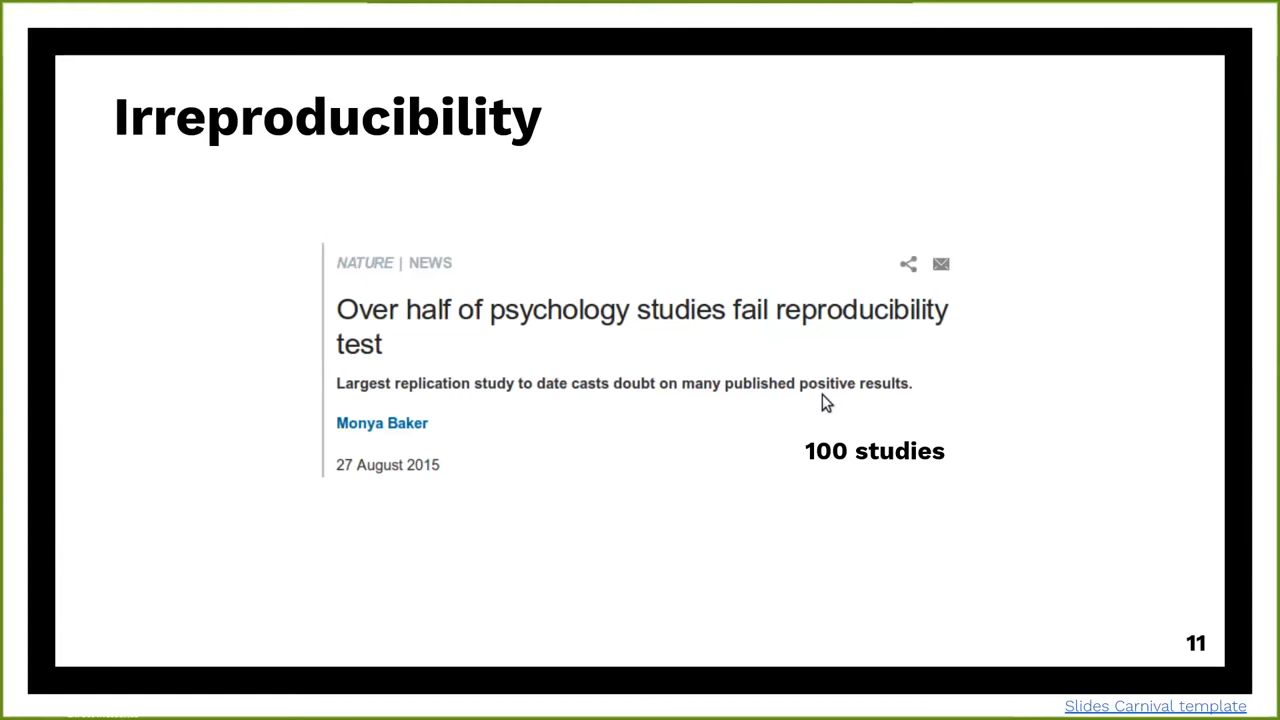 Irreproducibility
NATURE | NEWS
Over half of psychology studies fail reproducibility
test
Largest replication study to date casts doubt on many published positive results.
Monya Baker
100 studies
27 August 2015
11
Slides Carnival template